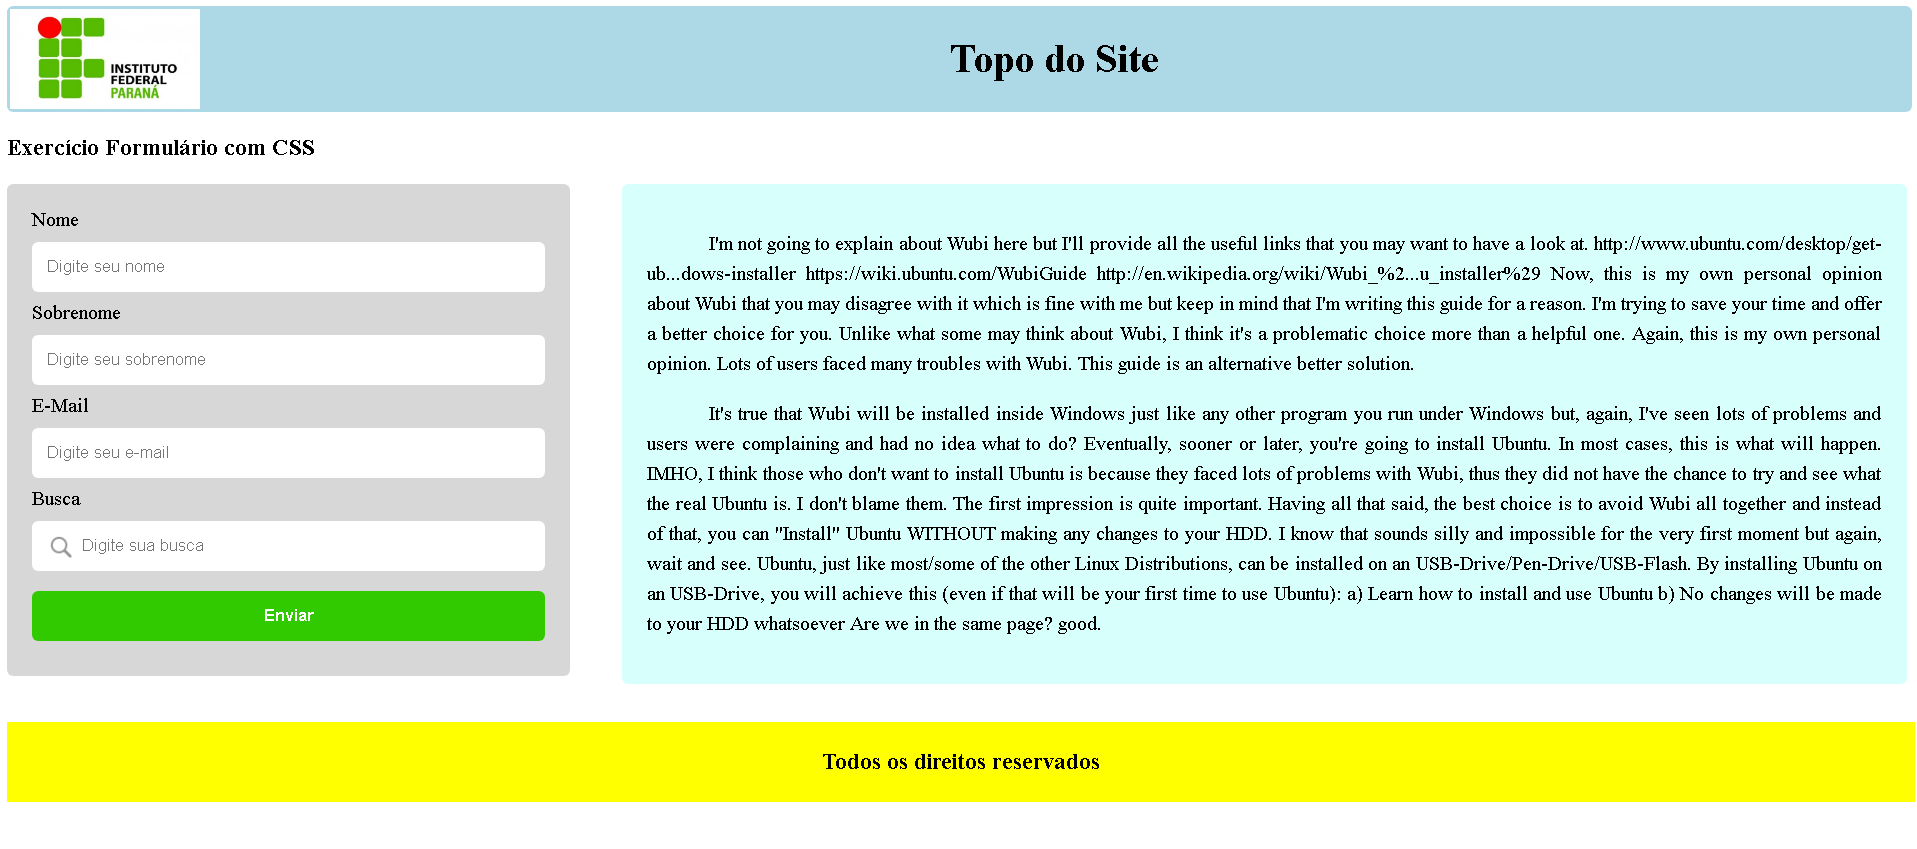 INSTITUTO
FEDERAL
PARANÁ
Topo do Site
Exercício Formulário com CSS
Nome
Digite seu nome
Sobrenome
Digite seu sobrenome
E-Mail
Digite seu e-mail
Busca
Digite sua busca
Enviar
I'm not going to explain about Wubi here but I'll provide all the useful links that you may want to have a look at. http://www.ubuntu.com/desktop/get-
ub...dows-installer https://wiki.ubuntu.com/WubiGuide http://en.wikipedia.org/wiki/Wubi_%2...u_installer%29 Now, this is my own personal opinion
about Wubi that you may disagree with it which is fine with me but keep in mind that I'm writing this guide for a reason. I'm trying to save your time and offer
a better choice for you. Unlike what some may think about Wubi, I think it's a problematic choice more than a helpful one. Again, this is my own personal
opinion. Lots of users faced many troubles with Wubi. This guide is an alternative better solution.
It's true that Wubi will be installed inside Windows just like any other program you run under Windows but, again, I've seen lots of problems and
users were complaining and had no idea what to do? Eventually, sooner or later, you're going to install Ubuntu. In most cases, this is what will happen.
IMHO, I think those who don't want to install Ubuntu is because they faced lots of problems with Wubi, thus they did not have the chance to try and see what
the real Ubuntu is. I don't blame them. The first impression is quite important. Having all that said, the best choice is to avoid Wubi all together and instead
of that, you can "Install" Ubuntu WITHOUT making any changes to your HDD. I know that sounds silly and impossible for the very first moment but again,
wait and see. Ubuntu, just like most/some of the other Linux Distributions, can be installed on an USB-Drive/Pen-Drive/USB-Flash. By installing Ubuntu on
an USB-Drive, you will achieve this (even if that will be your first time to use Ubuntu): a) Learn how to install and use Ubuntu b) No changes will be made
to your HDD whatsoever Are we in the same page? good.
Todos os direitos reservados